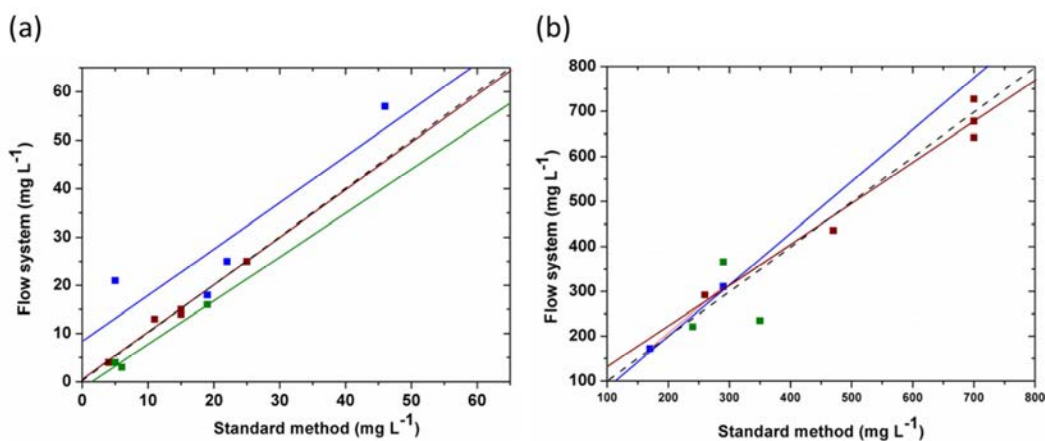 (a)
(b)
Flow system (mg L⁻¹)
60
50
40
30
20
10
0
0 10 20 30 40 50 60
Standard method (mg L⁻¹)
Flow system (mg L⁻¹)
800
700
600
500
400
300
200
100
100 200 300 400 500 600 700 800
Standard method (mg L⁻¹)